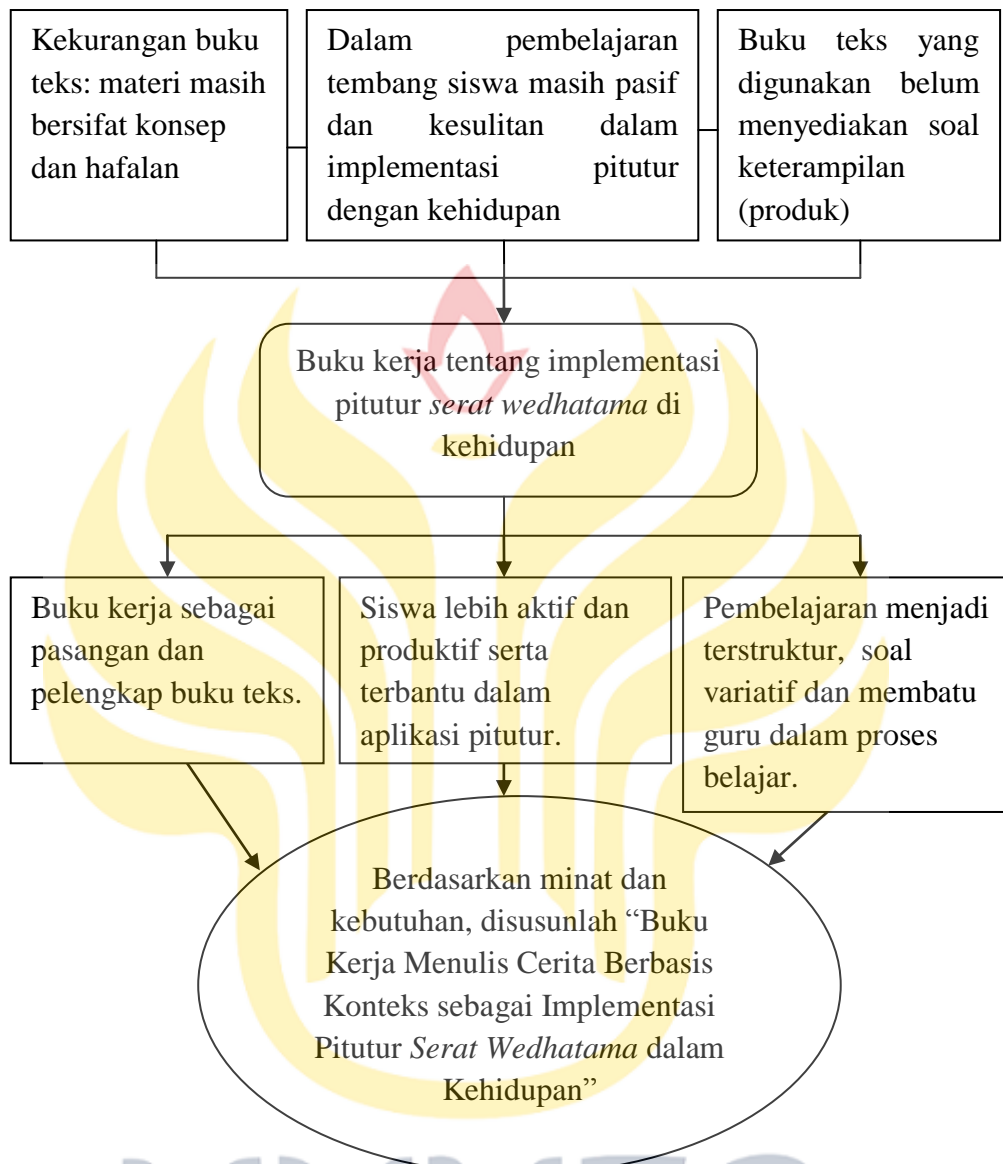 Kekurangan buku
teks: materi masih
bersifat konsep
dan hafalan
Dalam pembelajaran
tembang siswa masih pasif
dan kesulitan dalam
implementasi pitutur
dengan kehidupan
Buku teks yang
digunakan belum
menyediakan soal
keterampilan
(produk)
Buku kerja tentang implementasi
pitutur serat wedhatama di
kehidupan
Buku kerja sebagai
pasangan dan
pelengkap buku teks.
Siswa lebih aktif dan
produktif serta
terbantu dalam
aplikasi pitutur.
Pembelajaran menjadi
terstruktur, soal
variatif dan membatu
guru dalam proses
belajar.
Berdasarkan minat dan
kebutuhan, disusunlah “Buku
Kerja Menulis Cerita Berbasis
Konteks sebagai Implementasi
Pitutur Serat Wedhatama dalam
Kehidupan”